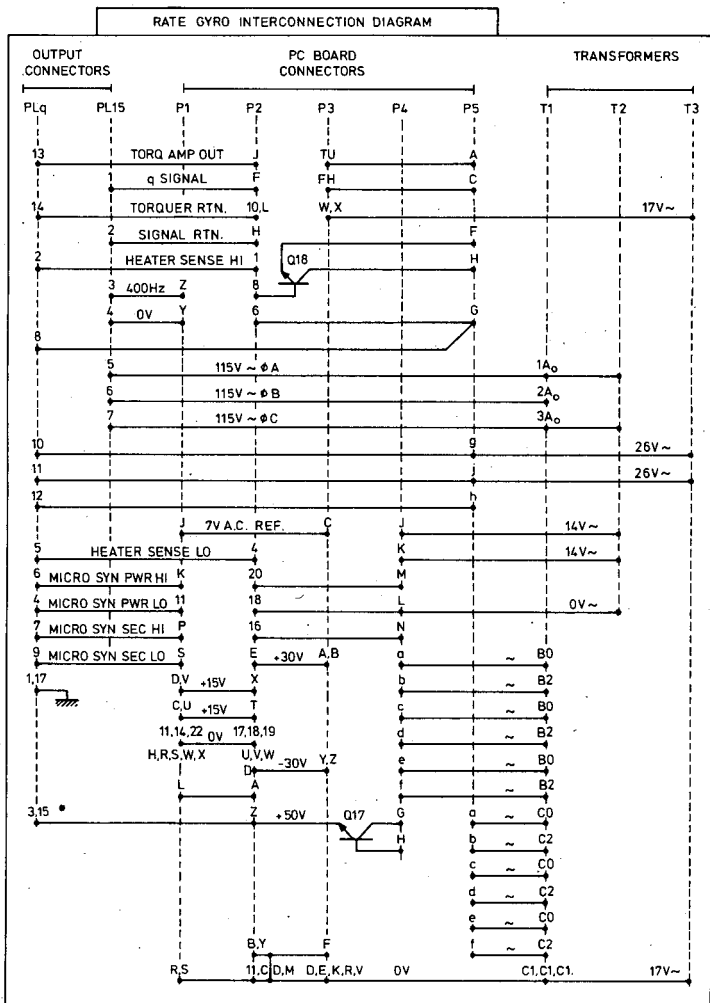 RATE GYRO INTERCONNECTION DIAGRAM
OUTPUT CONNECTORS PC BOARD CONNECTORS TRANSFORMERS
PLq PL15 P1 P2 P3 P4 P5 T1 T2 T3
13 TORQ AMP OUT J TU A
1 q SIGNAL F FH C
14 TORQUER RTN. 10,L W,X 17V~
2 SIGNAL RTN. H F
2 HEATER SENSE HI 1 Q18 H
3 400Hz Z 8
4 0V Y 6 G
8
5 115V ~ φ A 1A₀
6 115V ~ φ B 2A₀
7 115V ~ φ C 3A₀
10 g 26V~
11 j 26V~
12 h
J 7V A.C. REF. C J 14V~
5 HEATER SENSE LO 4 K 14V~
6 MICRO SYN PWR HI K 20 M
4 MICRO SYN PWR LO 11 18 L 0V~
7 MICRO SYN SEC HI P 16 N
9 MICRO SYN SEC LO S E +30V A,B a ~ B0
1,17 D,V +15V X b ~ B2
C,U +15V T c ~ B0
11,14,22 0V 17,18,19 d ~ B2
H,R,S,W,X U,V,W
D -30V Y,Z e ~ B0
L A f ~ B2
3,15 Z +50V Q17 G a ~ C0
H b ~ C2
c ~ C0
d ~ C2
e ~ C0
B,Y F f ~ C2
R,S 11,C D,M D,E,K,R,V 0V C1,C1,C1. 17V~